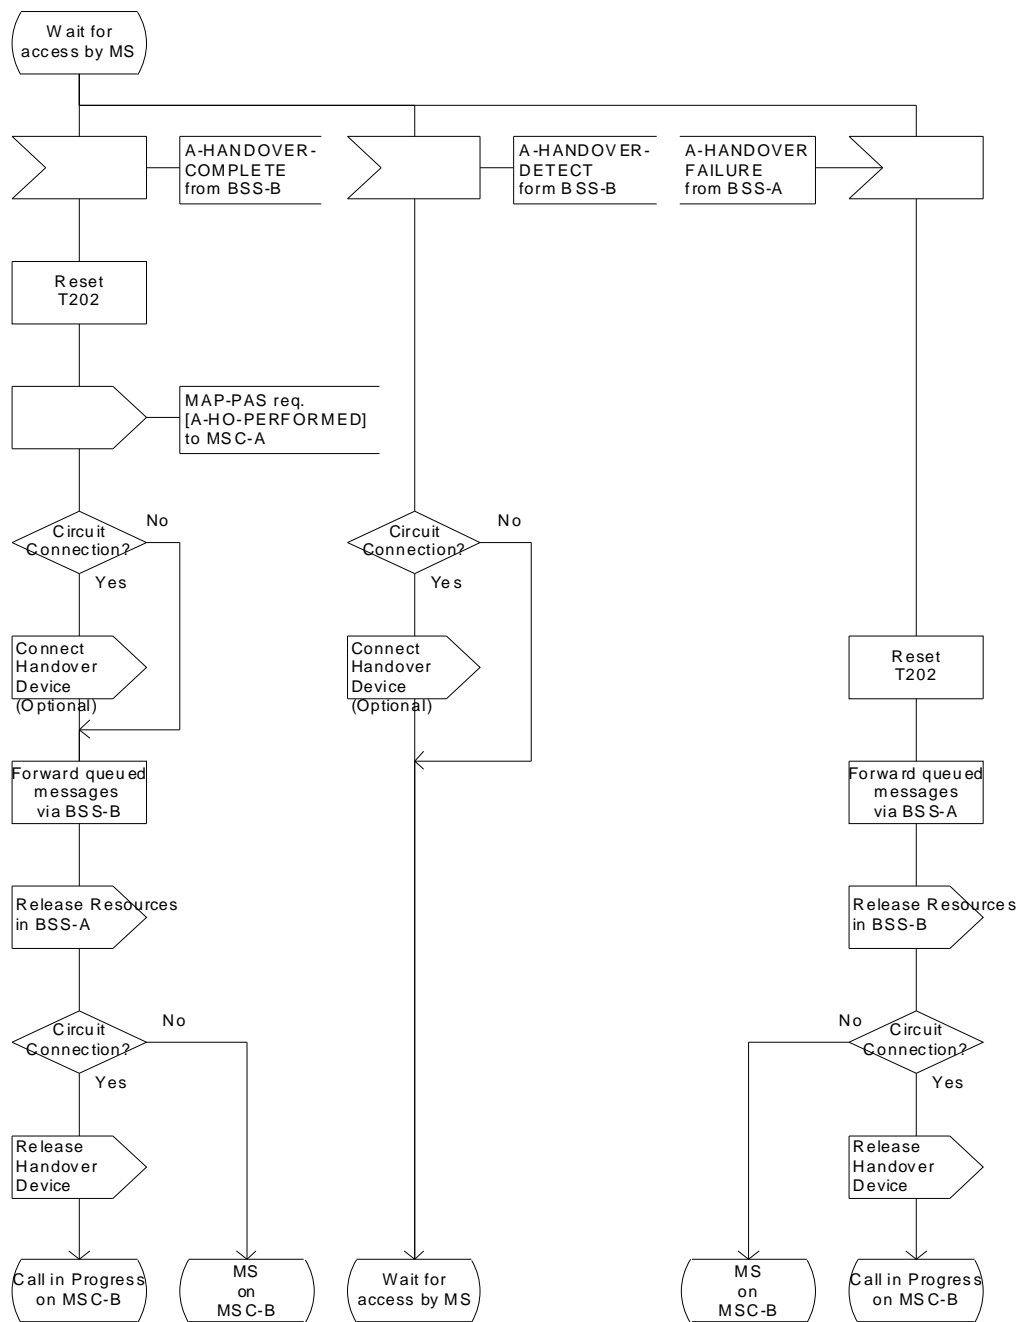 Wait for
access by MS
A-HANDOVER-
COMPLETE
from BSS-B
A-HANDOVER-
DETECT
form BSS-B
A-HANDOVER
FAILURE
from BSS-A
Reset
T202
MAP-PAS req.
[A-HO-PERFORMED]
to MSC-A
Circuit
Connection?
No
Yes
Circuit
Connection?
No
Yes
Connect
Handover
Device
(Optional)
Connect
Handover
Device
(Optional)
Reset
T202
Forward queued
messages
via BSS-B
Forward queued
messages
via BSS-A
Release Resources
in BSS-A
Release Resources
in BSS-B
Circuit
Connection?
No
Yes
No
Circuit
Connection?
Yes
Release
Handover
Device
Release
Handover
Device
Call in Progress
on MSC-B
MS
on
MSC-B
Wait for
access by MS
MS
on
MSC-B
Call in Progress
on MSC-B